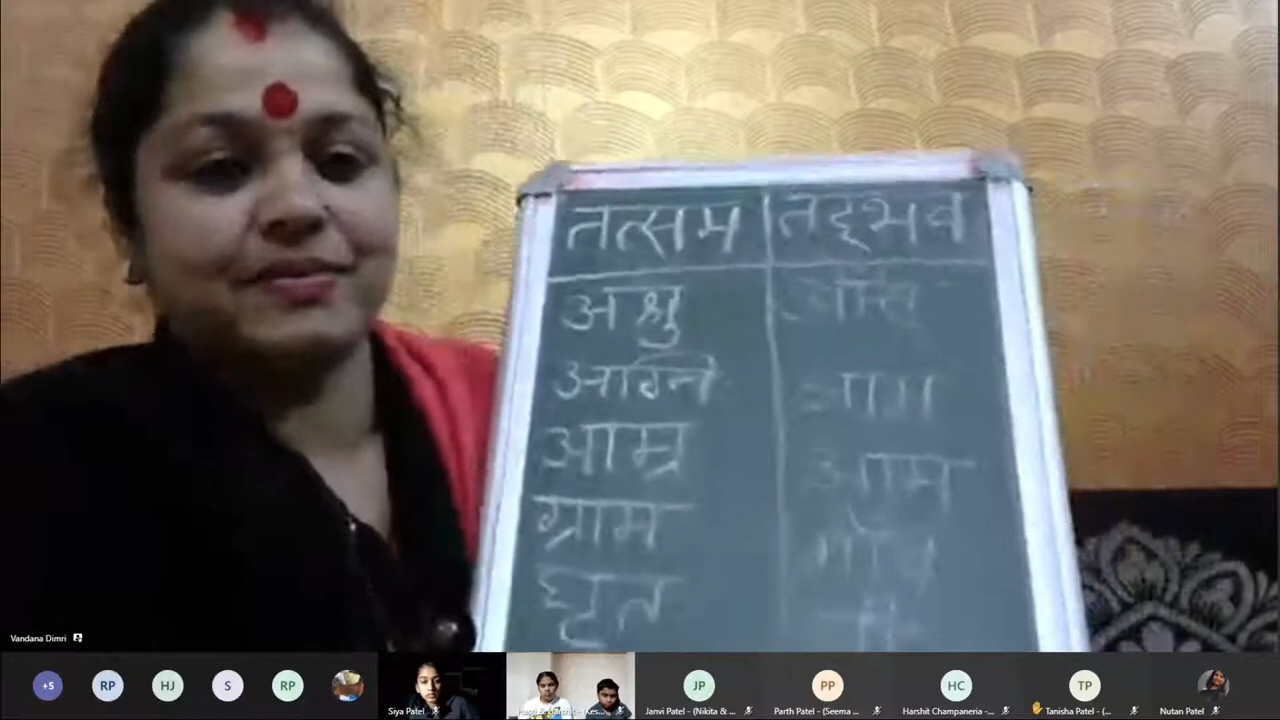 तत्सम तद्भव
अश्रु आँसू
अग्नि आग
आम्र आम
ग्राम गाँव
घृत घी
Vandana Dimri
+5 RP HJ S RP JP PP HC TP
Siya Patel Janvi Patel - (Nikita & ... Parth Patel - (Seema ... Harshit Champaneria -... Tanisha Patel - (... Nutan Patel